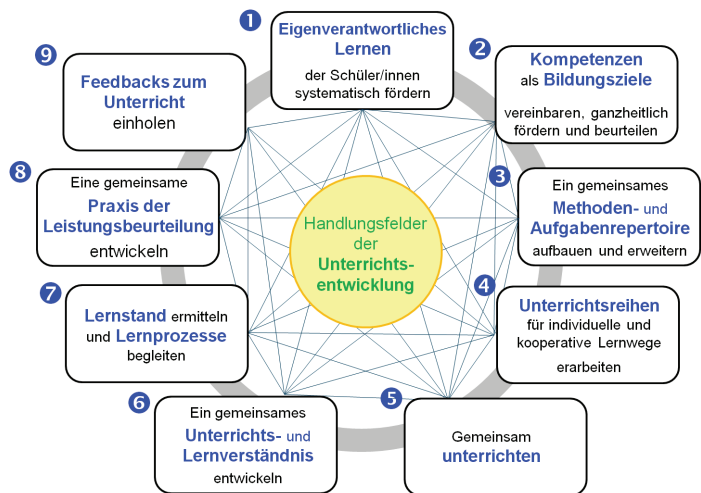 1
Eigenverantwortliches
Lernen
der Schüler/innen
systematisch fördern
2
Kompetenzen
als Bildungsziele
vereinbaren, ganzheitlich
fördern und beurteilen
3
Ein gemeinsames
Methoden- und
Aufgabenrepertoire
aufbauen und erweitern
4
Unterrichtsreihen
für individuelle und
kooperative Lernwege
erarbeiten
5
Gemeinsam
unterrichten
6
Ein gemeinsames
Unterrichts- und
Lernverständnis
entwickeln
7
Lernstand ermitteln
und Lernprozesse
begleiten
8
Eine gemeinsame
Praxis der
Leistungsbeurteilung
entwickeln
9
Feedbacks zum
Unterricht
einholen
Handlungsfelder
der
Unterrichts-
entwicklung